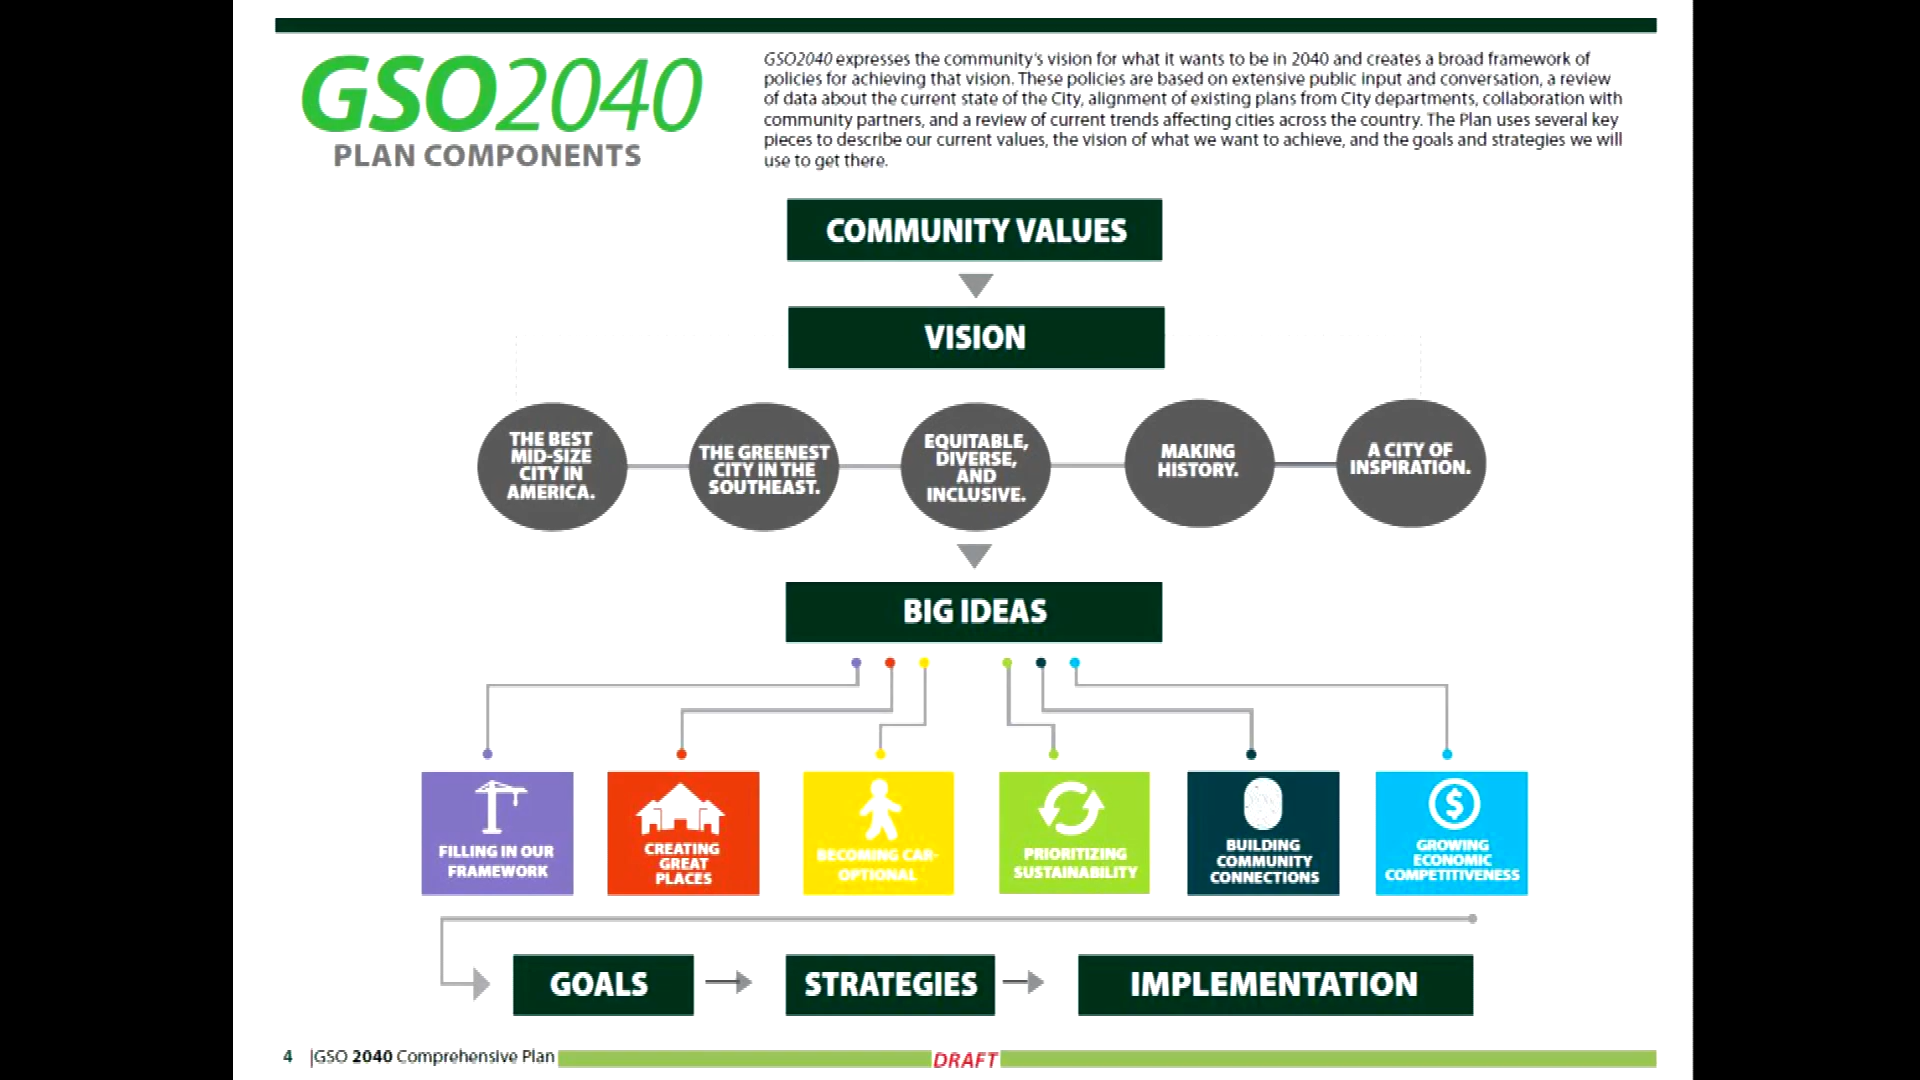 GSO2040
PLAN COMPONENTS
GSO2040 expresses the community's vision for what it wants to be in 2040 and creates a broad framework of
policies for achieving that vision. These policies are based on extensive public input and conversation, a review
of data about the current state of the City, alignment of existing plans from City departments, collaboration with
community partners, and a review of current trends affecting cities across the country. The Plan uses several key
pieces to describe our current values, the vision of what we want to achieve, and the goals and strategies we will
use to get there.
COMMUNITY VALUES
VISION
THE BEST
MID-SIZE
CITY IN
AMERICA.
THE GREENEST
CITY IN THE
SOUTHEAST.
EQUITABLE,
DIVERSE,
AND
INCLUSIVE.
MAKING
HISTORY.
A CITY OF
INSPIRATION.
BIG IDEAS
FILLING IN OUR
FRAMEWORK
CREATING
GREAT
PLACES
BECOMING CAR-
OPTIONAL
PRIORITIZING
SUSTAINABILITY
BUILDING
COMMUNITY
CONNECTIONS
$
GROWING
ECONOMIC
COMPETITIVENESS
GOALS
STRATEGIES
IMPLEMENTATION
4 |GSO 2040 Comprehensive Plan
DRAFT